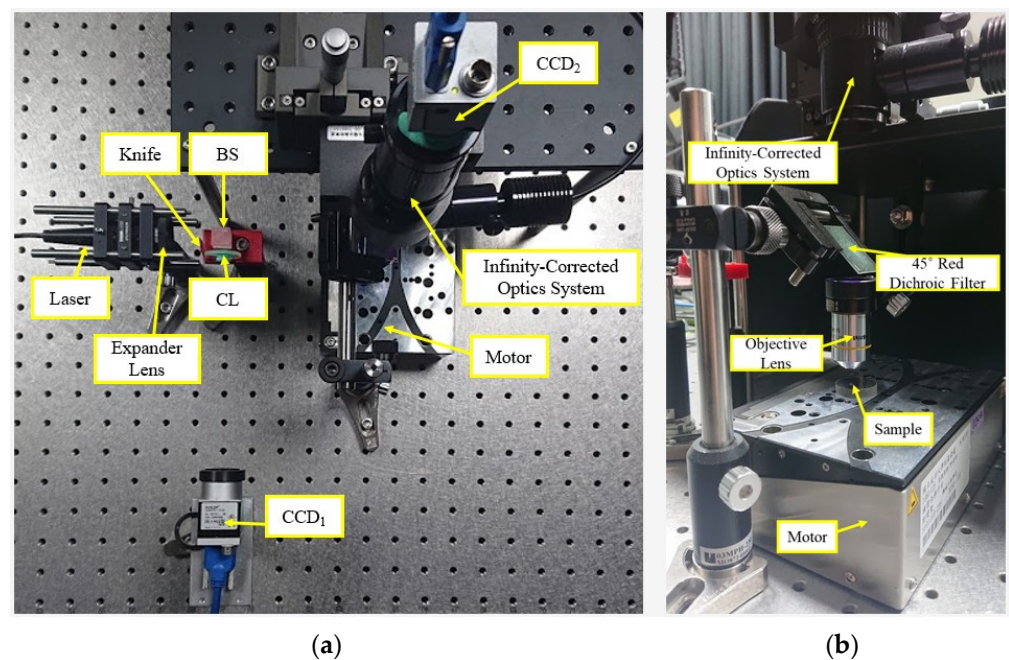 CCD₂
Knife
BS
Infinity-Corrected
Optics System
Laser
CL
Expander
Lens
Motor
CCD₁
(a)
Infinity-Corrected
Optics System
45° Red
Dichroic Filter
Objective
Lens
Sample
Motor
(b)